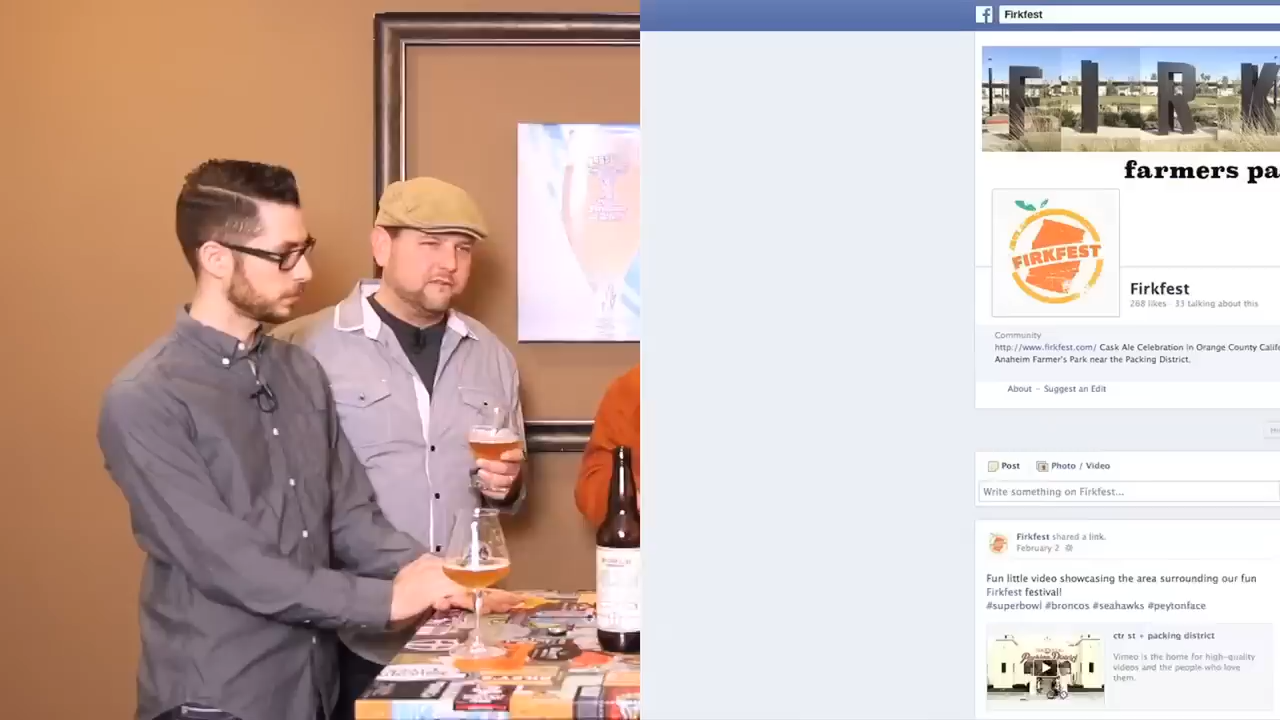 Firkfest
F I R K
farmers pa
FIRKFEST
Firkfest
268 likes · 33 talking about this
Community
http://www.firkfest.com/ Cask Ale Celebration in Orange County Califo
Anaheim Farmer's Park near the Packing District.
About – Suggest an Edit
Post Photo / Video
Write something on Firkfest...
Firkfest shared a link.
February 2
Fun little video showcasing the area surrounding our fun
Firkfest festival!
#superbowl #broncos #seahawks #peytonface
ctr st + packing district
Vimeo is the home for high-quality
videos and the people who love
them.